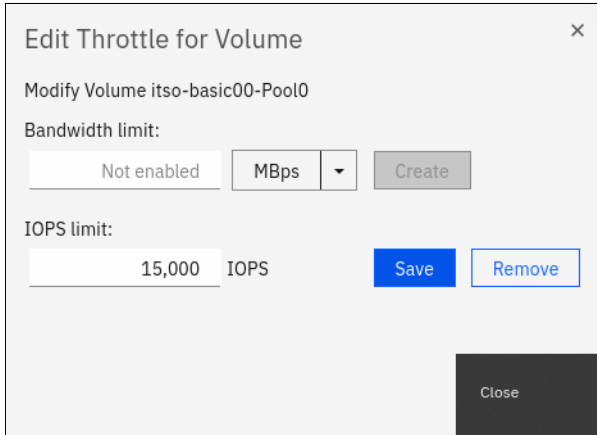 Edit Throttle for Volume
Modify Volume itso-basic00-Pool0
Bandwidth limit:
Not enabled MBps Create
IOPS limit:
15,000 IOPS Save Remove
Close